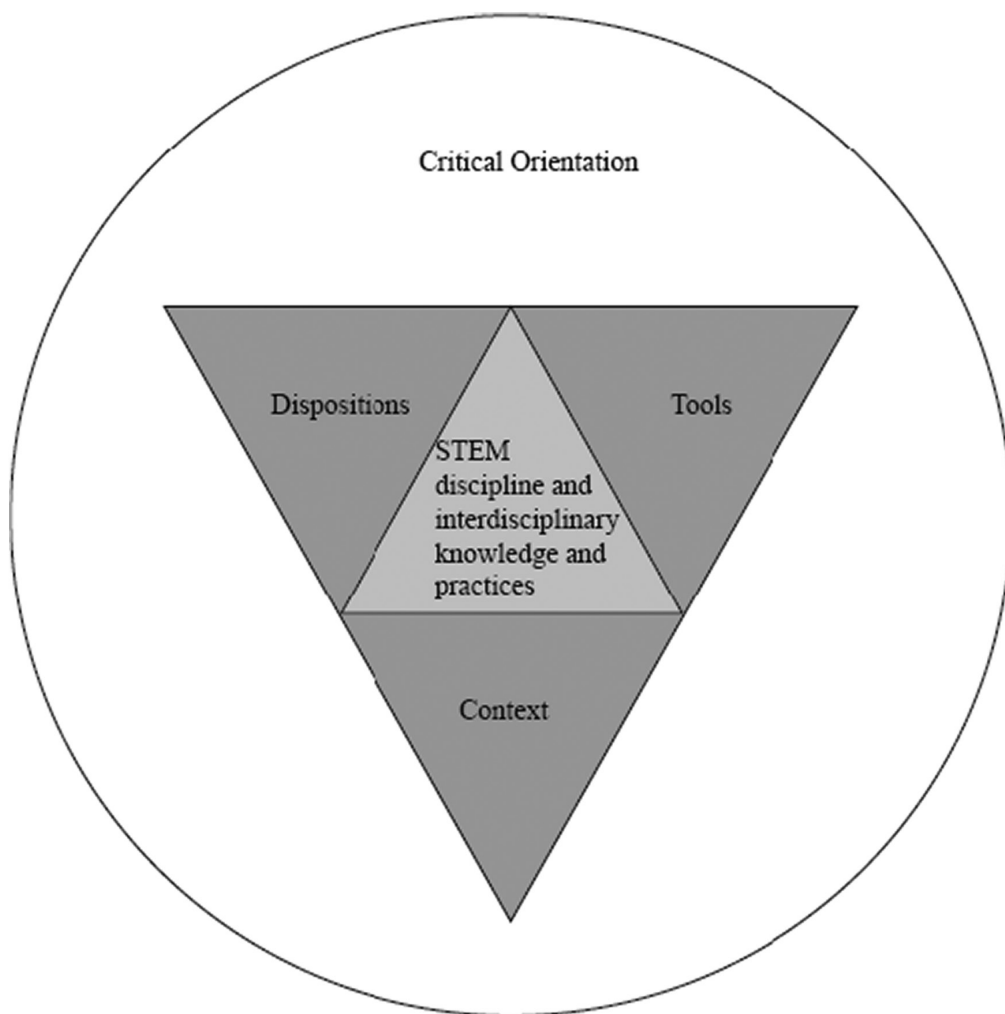 Critical Orientation
Dispositions
Tools
STEM
discipline and
interdisciplinary
knowledge and
practices
Context